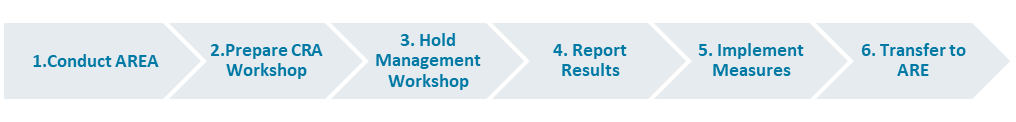 1.Conduct AREA
2.Prepare CRA
Workshop
3. Hold
Management
Workshop
4. Report
Results
5. Implement
Measures
6. Transfer to
ARE